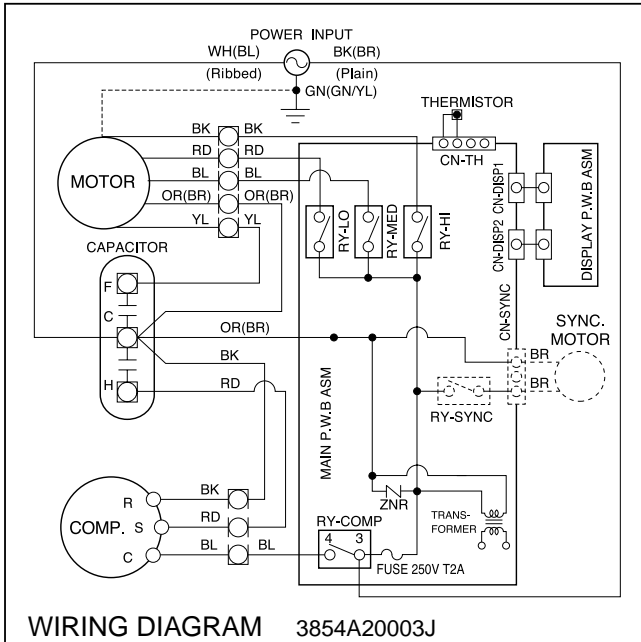 POWER INPUT
WH(BL) BK(BR)
(Ribbed) (Plain)
GN(GN/YL)
THERMISTOR
CN-TH
BK BK
RD RD
BL BL
OR(BR) OR(BR)
YL YL
MOTOR
CAPACITOR
F
C
H
OR(BR)
BK
RD
RY-LO
RY-MED
RY-HI
CN-DISP1
CN-DISP2
DISPLAY P.W.B ASM
CN-SYNC
SYNC.
MOTOR
BR
BR
RY-SYNC
MAIN P.W.B ASM
ZNR
TRANS-
FORMER
RY-COMP
4 3
FUSE 250V T2A
COMP.
R
S
C
BK
RD
BL BL
WIRING DIAGRAM 3854A20003J